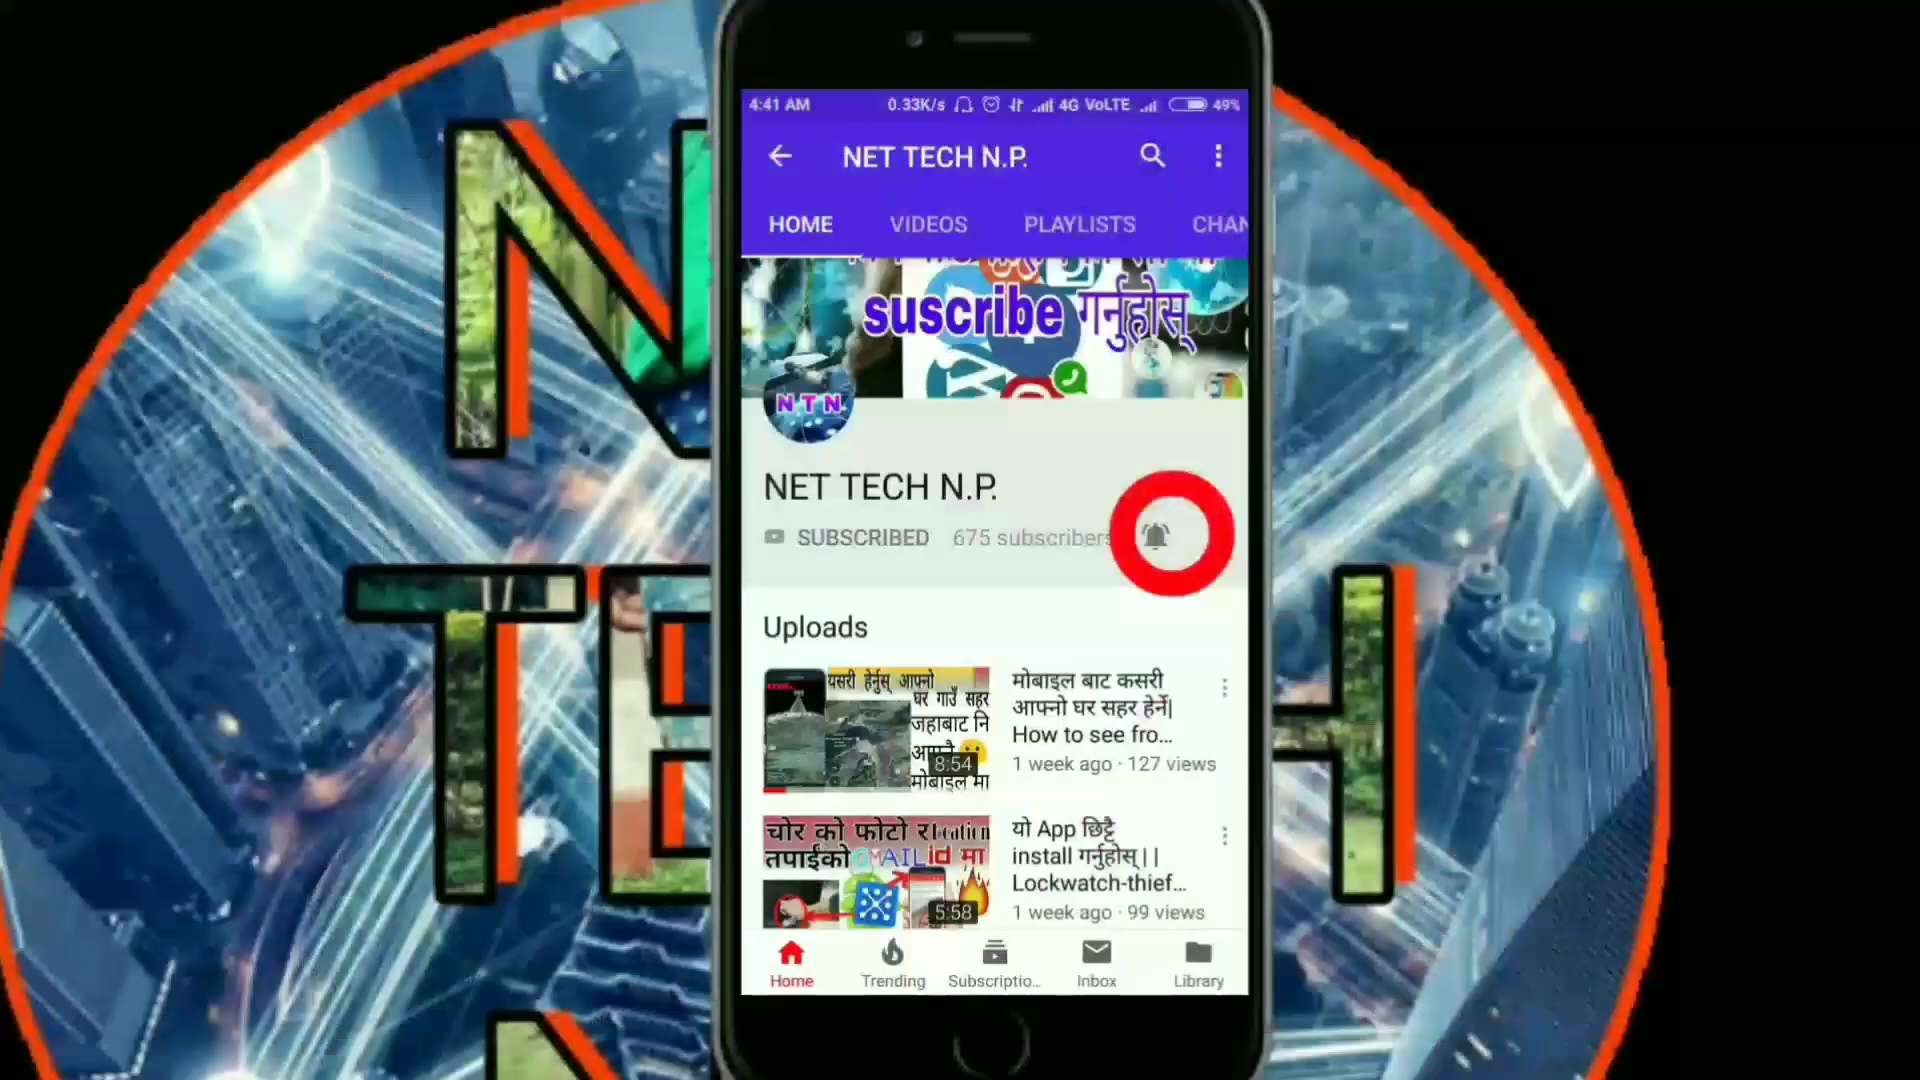 4:41 AM 0.33K/s 4G VoLTE 49%
NET TECH N.P.
HOME VIDEOS PLAYLISTS CHAN
suscribe गर्नुहोस्
N T N
NET TECH N.P.
SUBSCRIBED 675 subscribers
Uploads
यसरी हेर्नुस् आफ्नो
घर गाउँ सहर
जहाबाट नि
आफ्नै
मोबाइल मा
8:54
मोबाइल बाट कसरी
आफ्नो घर सहर हेर्ने|
How to see fro...
1 week ago · 127 views
चोर को फोटो र location
तपाईंको GMAIL id मा
5:58
यो App छिट्टै
install गर्नुहोस्||
Lockwatch-thief...
1 week ago · 99 views
Home Trending Subscriptio... Inbox Library